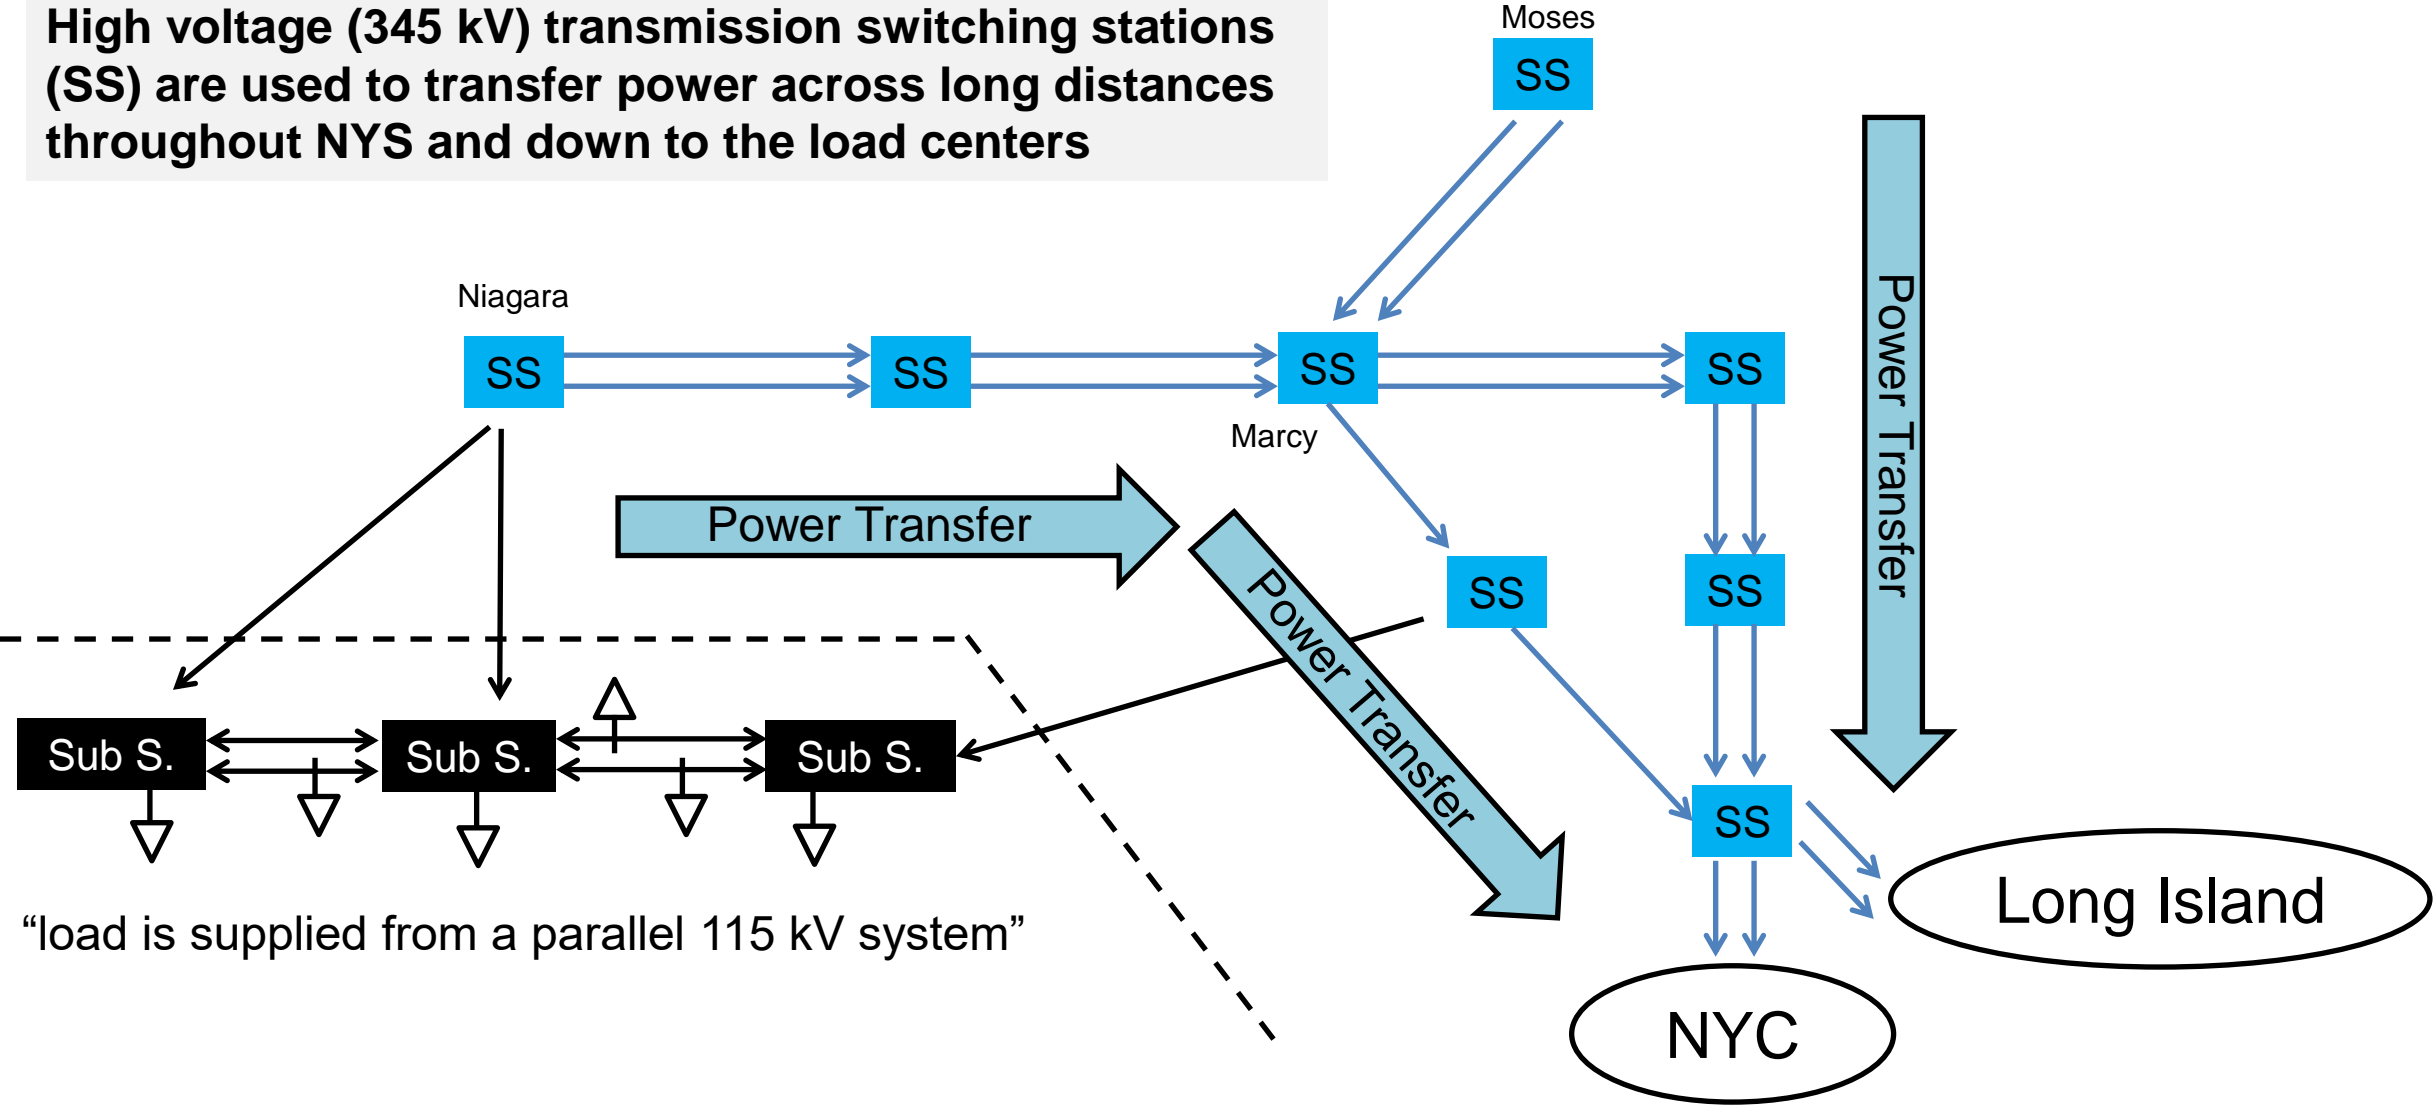 High voltage (345 kV) transmission switching stations
(SS) are used to transfer power across long distances
throughout NYS and down to the load centers
Moses
SS
Niagara
SS
SS
SS
SS
Marcy
Power Transfer
Power Transfer
Power Transfer
SS
SS
Sub S.
Sub S.
Sub S.
SS
Long Island
“load is supplied from a parallel 115 kV system”
NYC